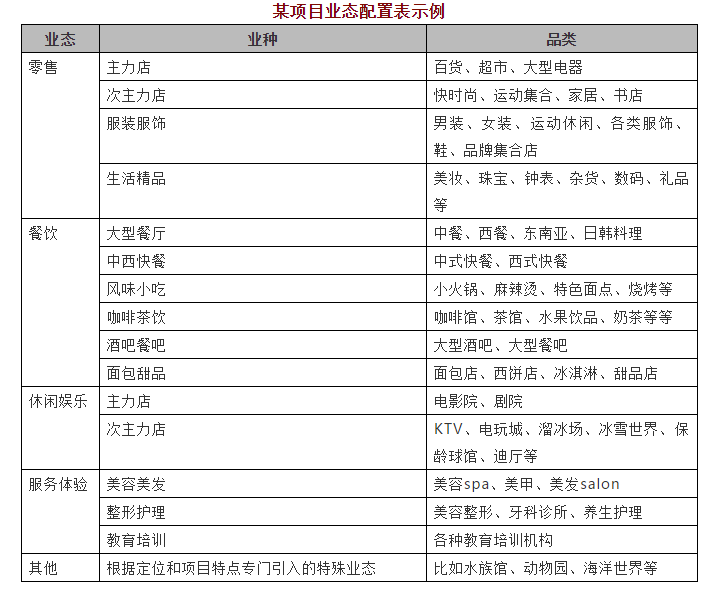 某项目业态配置表示例
业态 业种 品类
零售 主力店 百货、超市、大型电器
次主力店 快时尚、运动集合、家居、书店
服装服饰 男装、女装、运动休闲、各类服饰、
鞋、品牌集合店
生活精品 美妆、珠宝、钟表、杂货、数码、礼品
等
餐饮 大型餐厅 中餐、西餐、东南亚、日韩料理
中西快餐 中式快餐、西式快餐
风味小吃 小火锅、麻辣烫、特色面点、烧烤等
咖啡茶饮 咖啡馆、茶馆、水果饮品、奶茶等等
酒吧餐吧 大型酒吧、大型餐吧
面包甜品 面包店、西饼店、冰淇淋、甜品店
休闲娱乐 主力店 电影院、剧院
次主力店 KTV、电玩城、溜冰场、冰雪世界、保
龄球馆、迪厅等
服务体验 美容美发 美容spa、美甲、美发salon
整形护理 美容整形、牙科诊所、养生护理
教育培训 各种教育培训机构
其他 根据定位和项目特点专门引入的特殊业态 比如水族馆、动物园、海洋世界等